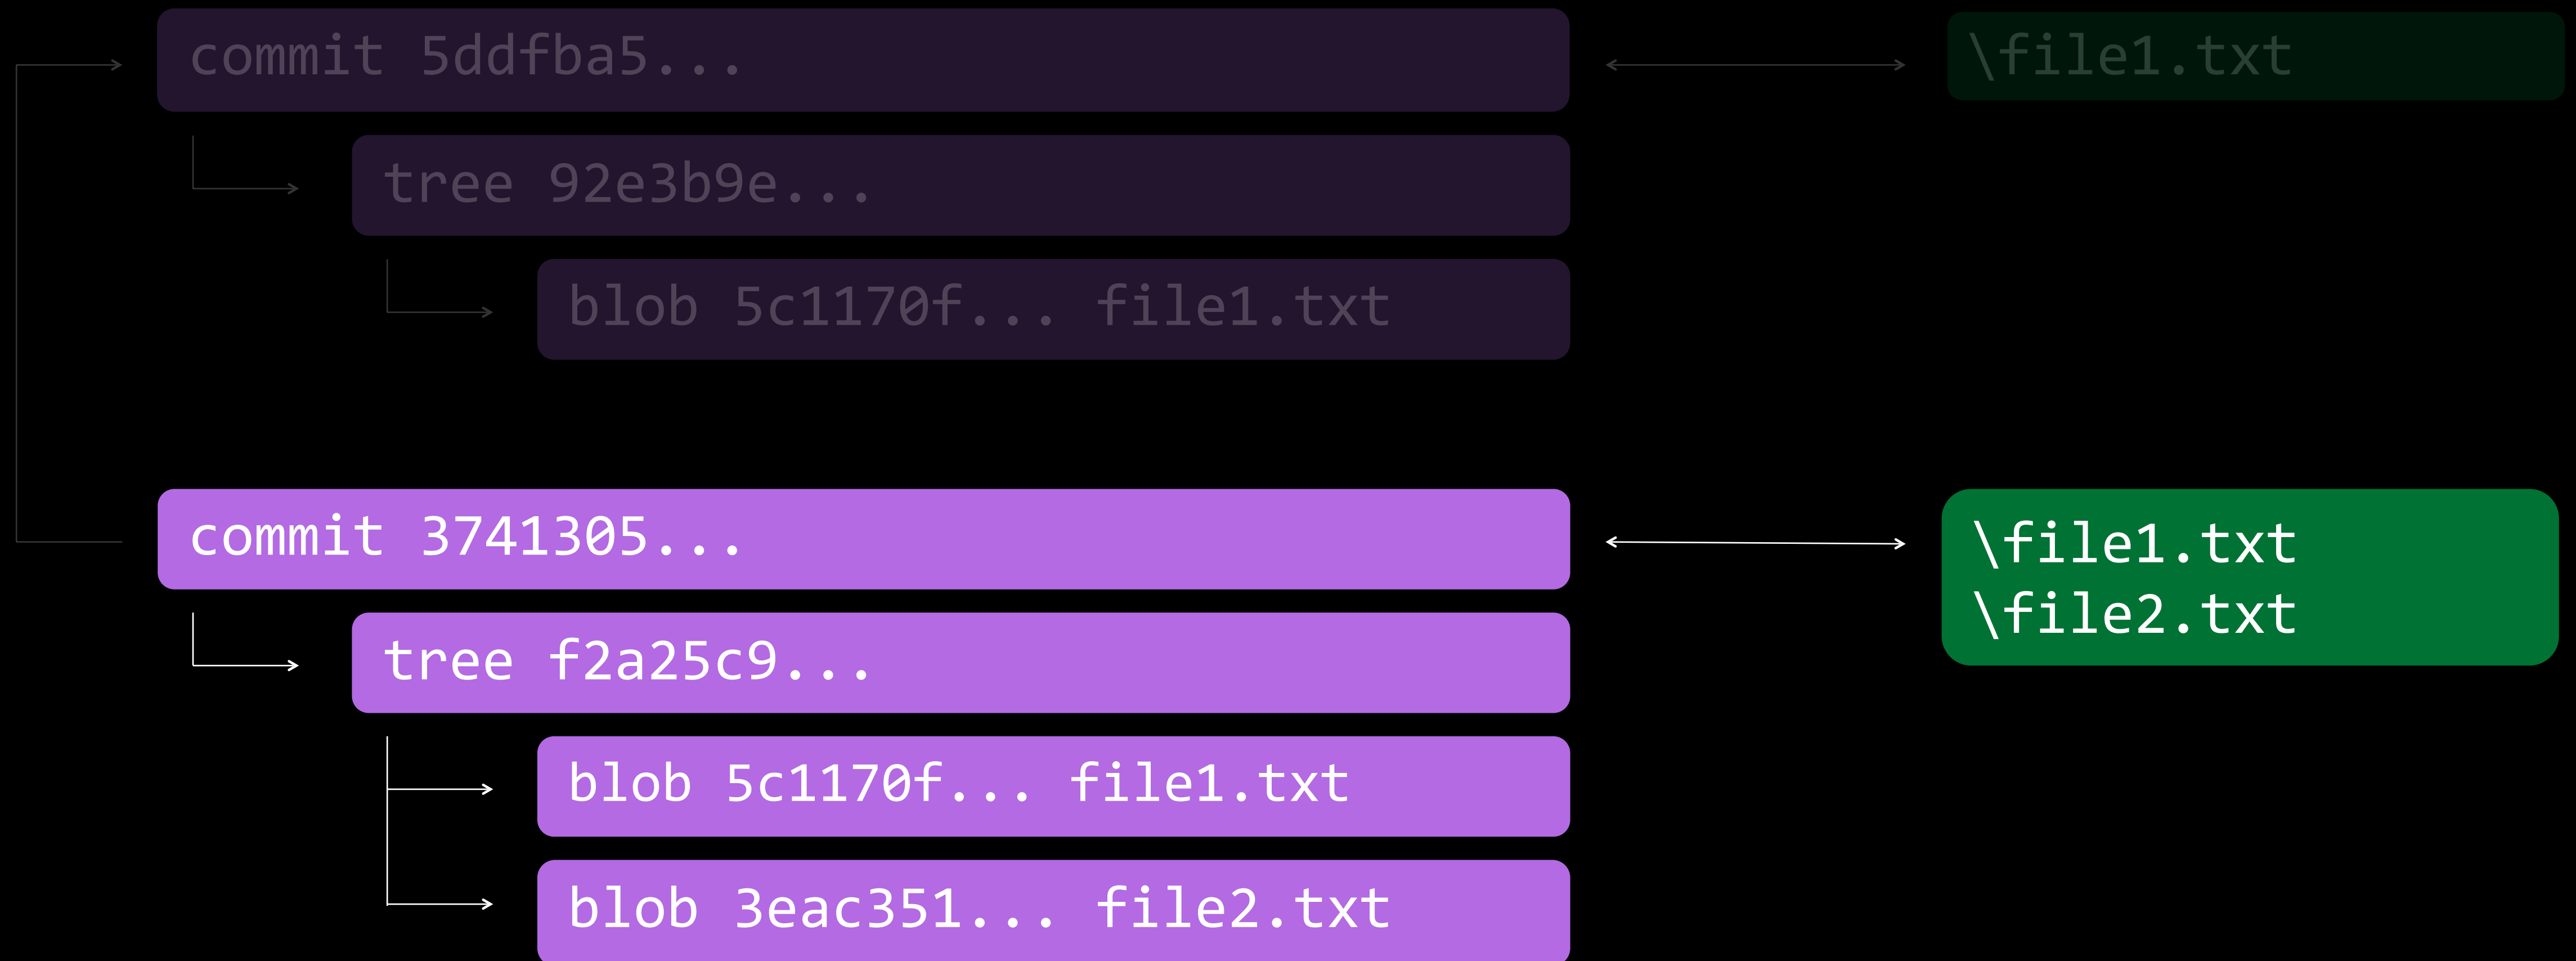 commit 5ddfba5...
\file1.txt
tree 92e3b9e...
blob 5c1170f... file1.txt
commit 3741305...
\file1.txt
\file2.txt
tree f2a25c9...
blob 5c1170f... file1.txt
blob 3eac351... file2.txt